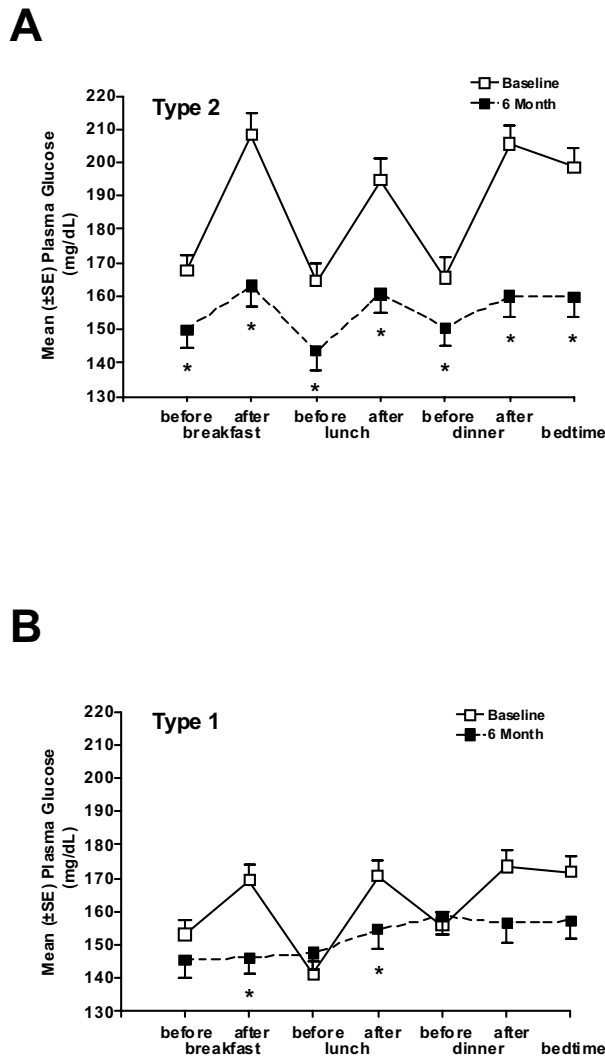 A
Type 2
Baseline
6 Month
Mean (±SE) Plasma Glucose
(mg/dL)
220
210
200
190
180
170
160
150
140
130
*
*
*
*
*
*
*
before after before after before after
breakfast lunch dinner bedtime
B
Type 1
Baseline
6 Month
Mean (±SE) Plasma Glucose
(mg/dL)
220
210
200
190
180
170
160
150
140
130
*
*
before after before after before after
breakfast lunch dinner bedtime